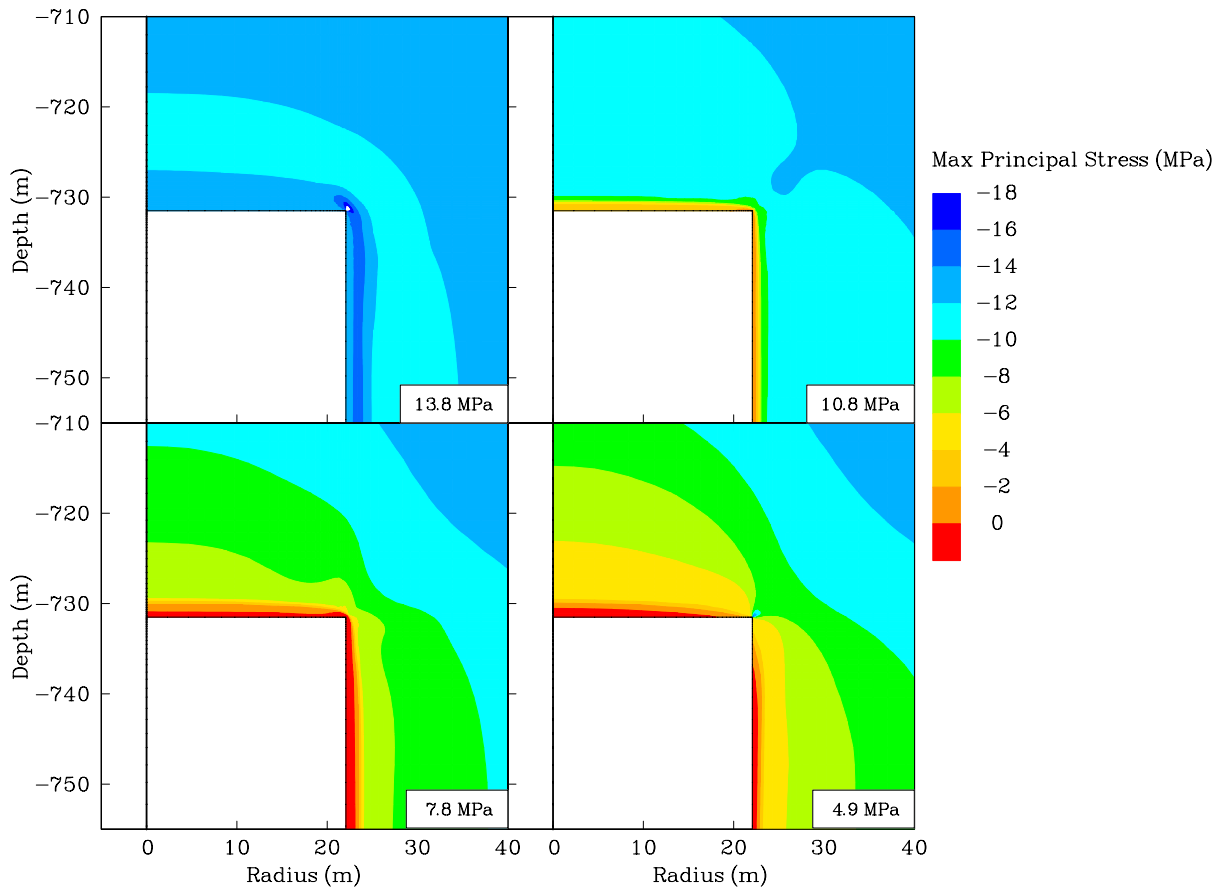 −710
−720
−730
−740
−750
−710
Depth (m)
13.8 MPa
10.8 MPa
Max Principal Stress (MPa)
−18
−16
−14
−12
−10
−8
−6
−4
−2
0
−720
−730
−740
−750
Depth (m)
7.8 MPa
4.9 MPa
0 10 20 30 40
0 10 20 30 40
Radius (m)
Radius (m)